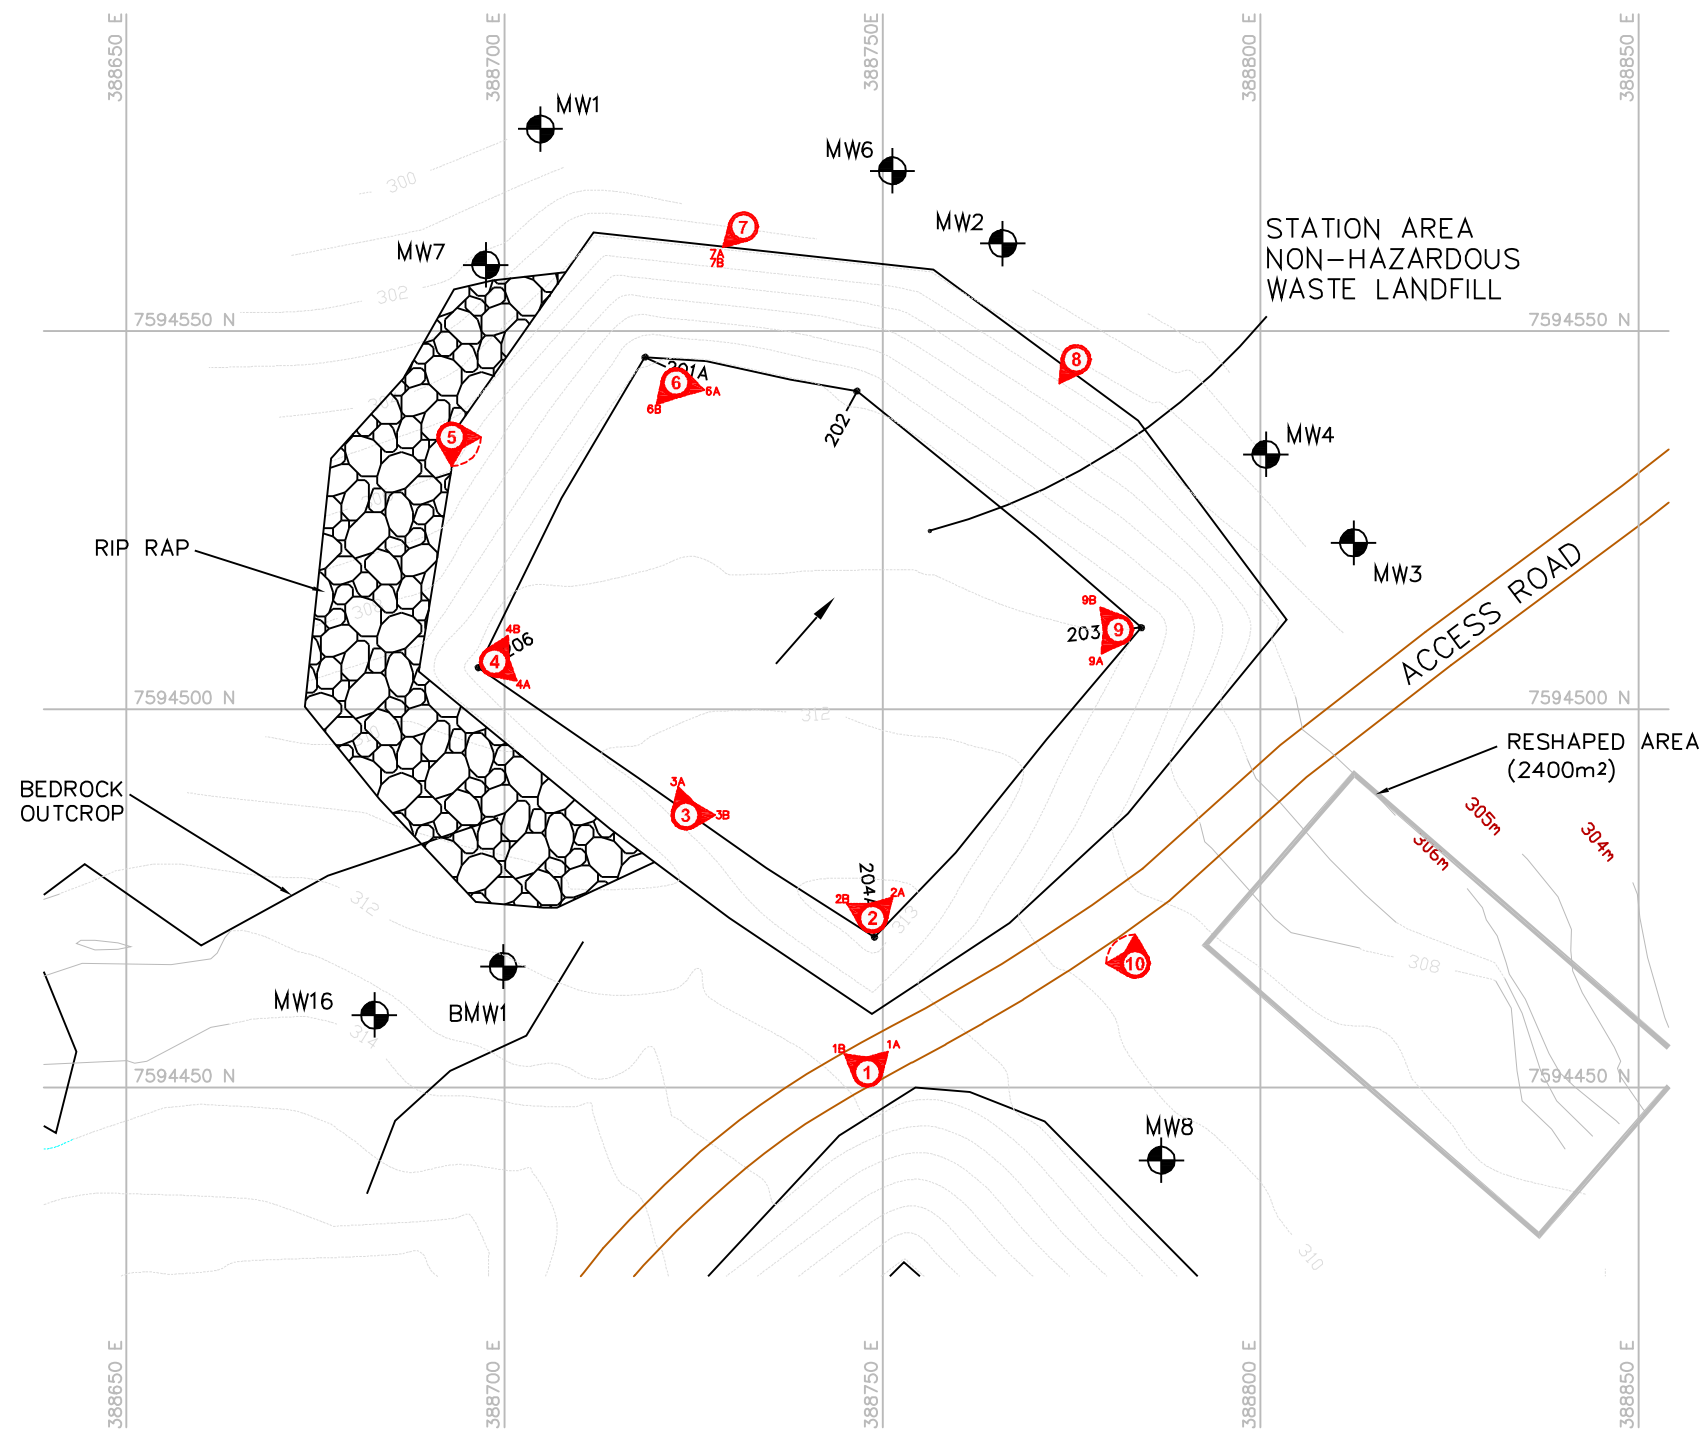 388650 E
388700 E
388750E
388800 E
388850 E
MW1
MW6
300
7
7A
7B
MW2
STATION AREA
NON-HAZARDOUS
WASTE LANDFILL
MW7
302
7594550 N
7594550 N
8
201A
6
6A
6B
202
5
MW4
RIP RAP
MW3
ACCESS ROAD
9B
203
9
9A
4B
206
4
4A
7594500 N
312
7594500 N
RESHAPED AREA
(2400m²)
BEDROCK
OUTCROP
3A
3
3B
305m
304m
306m
312
204A
2B
2A
2
313
308
10
MW16
BMW1
314
1B
1A
1
7594450 N
7594450 N
MW8
310
388650 E
388700 E
388750 E
388800 E
388850 E